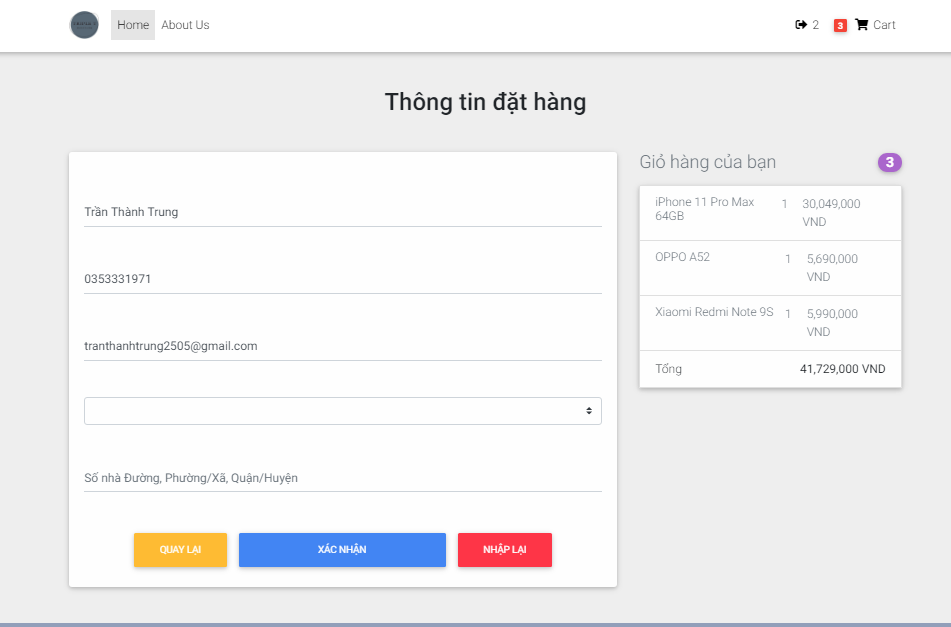 Home About Us 2 3 Cart
Thông tin đặt hàng
Giỏ hàng của bạn 3
Trần Thành Trung
0353331971
tranthanhtrung2505@gmail.com
Số nhà Đường, Phường/Xã, Quận/Huyện
QUAY LẠI XÁC NHẬN NHẬP LẠI
iPhone 11 Pro Max 1 30,049,000
64GB VND
OPPO A52 1 5,690,000
VND
Xiaomi Redmi Note 9S 1 5,990,000
VND
Tổng 41,729,000 VND